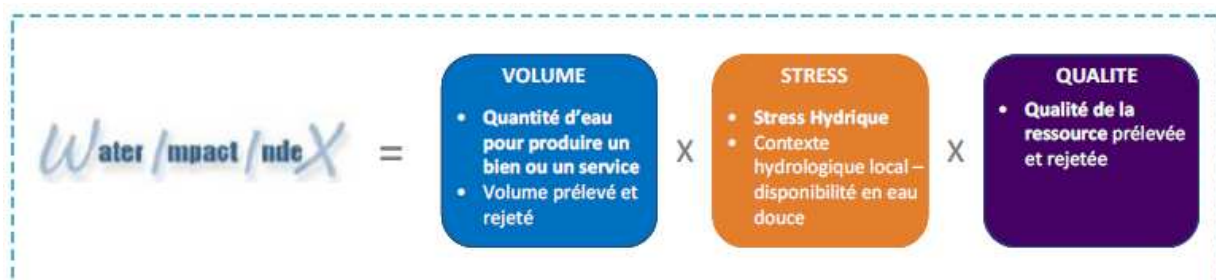 Water Impact IndeX
=
VOLUME
• Quantité d'eau
pour produire un
bien ou un service
• Volume prélevé et
rejeté
X
STRESS
• Stress Hydrique
• Contexte
hydrologique local –
disponibilité en eau
douce
X
QUALITE
• Qualité de la
ressource prélevée
et rejetée